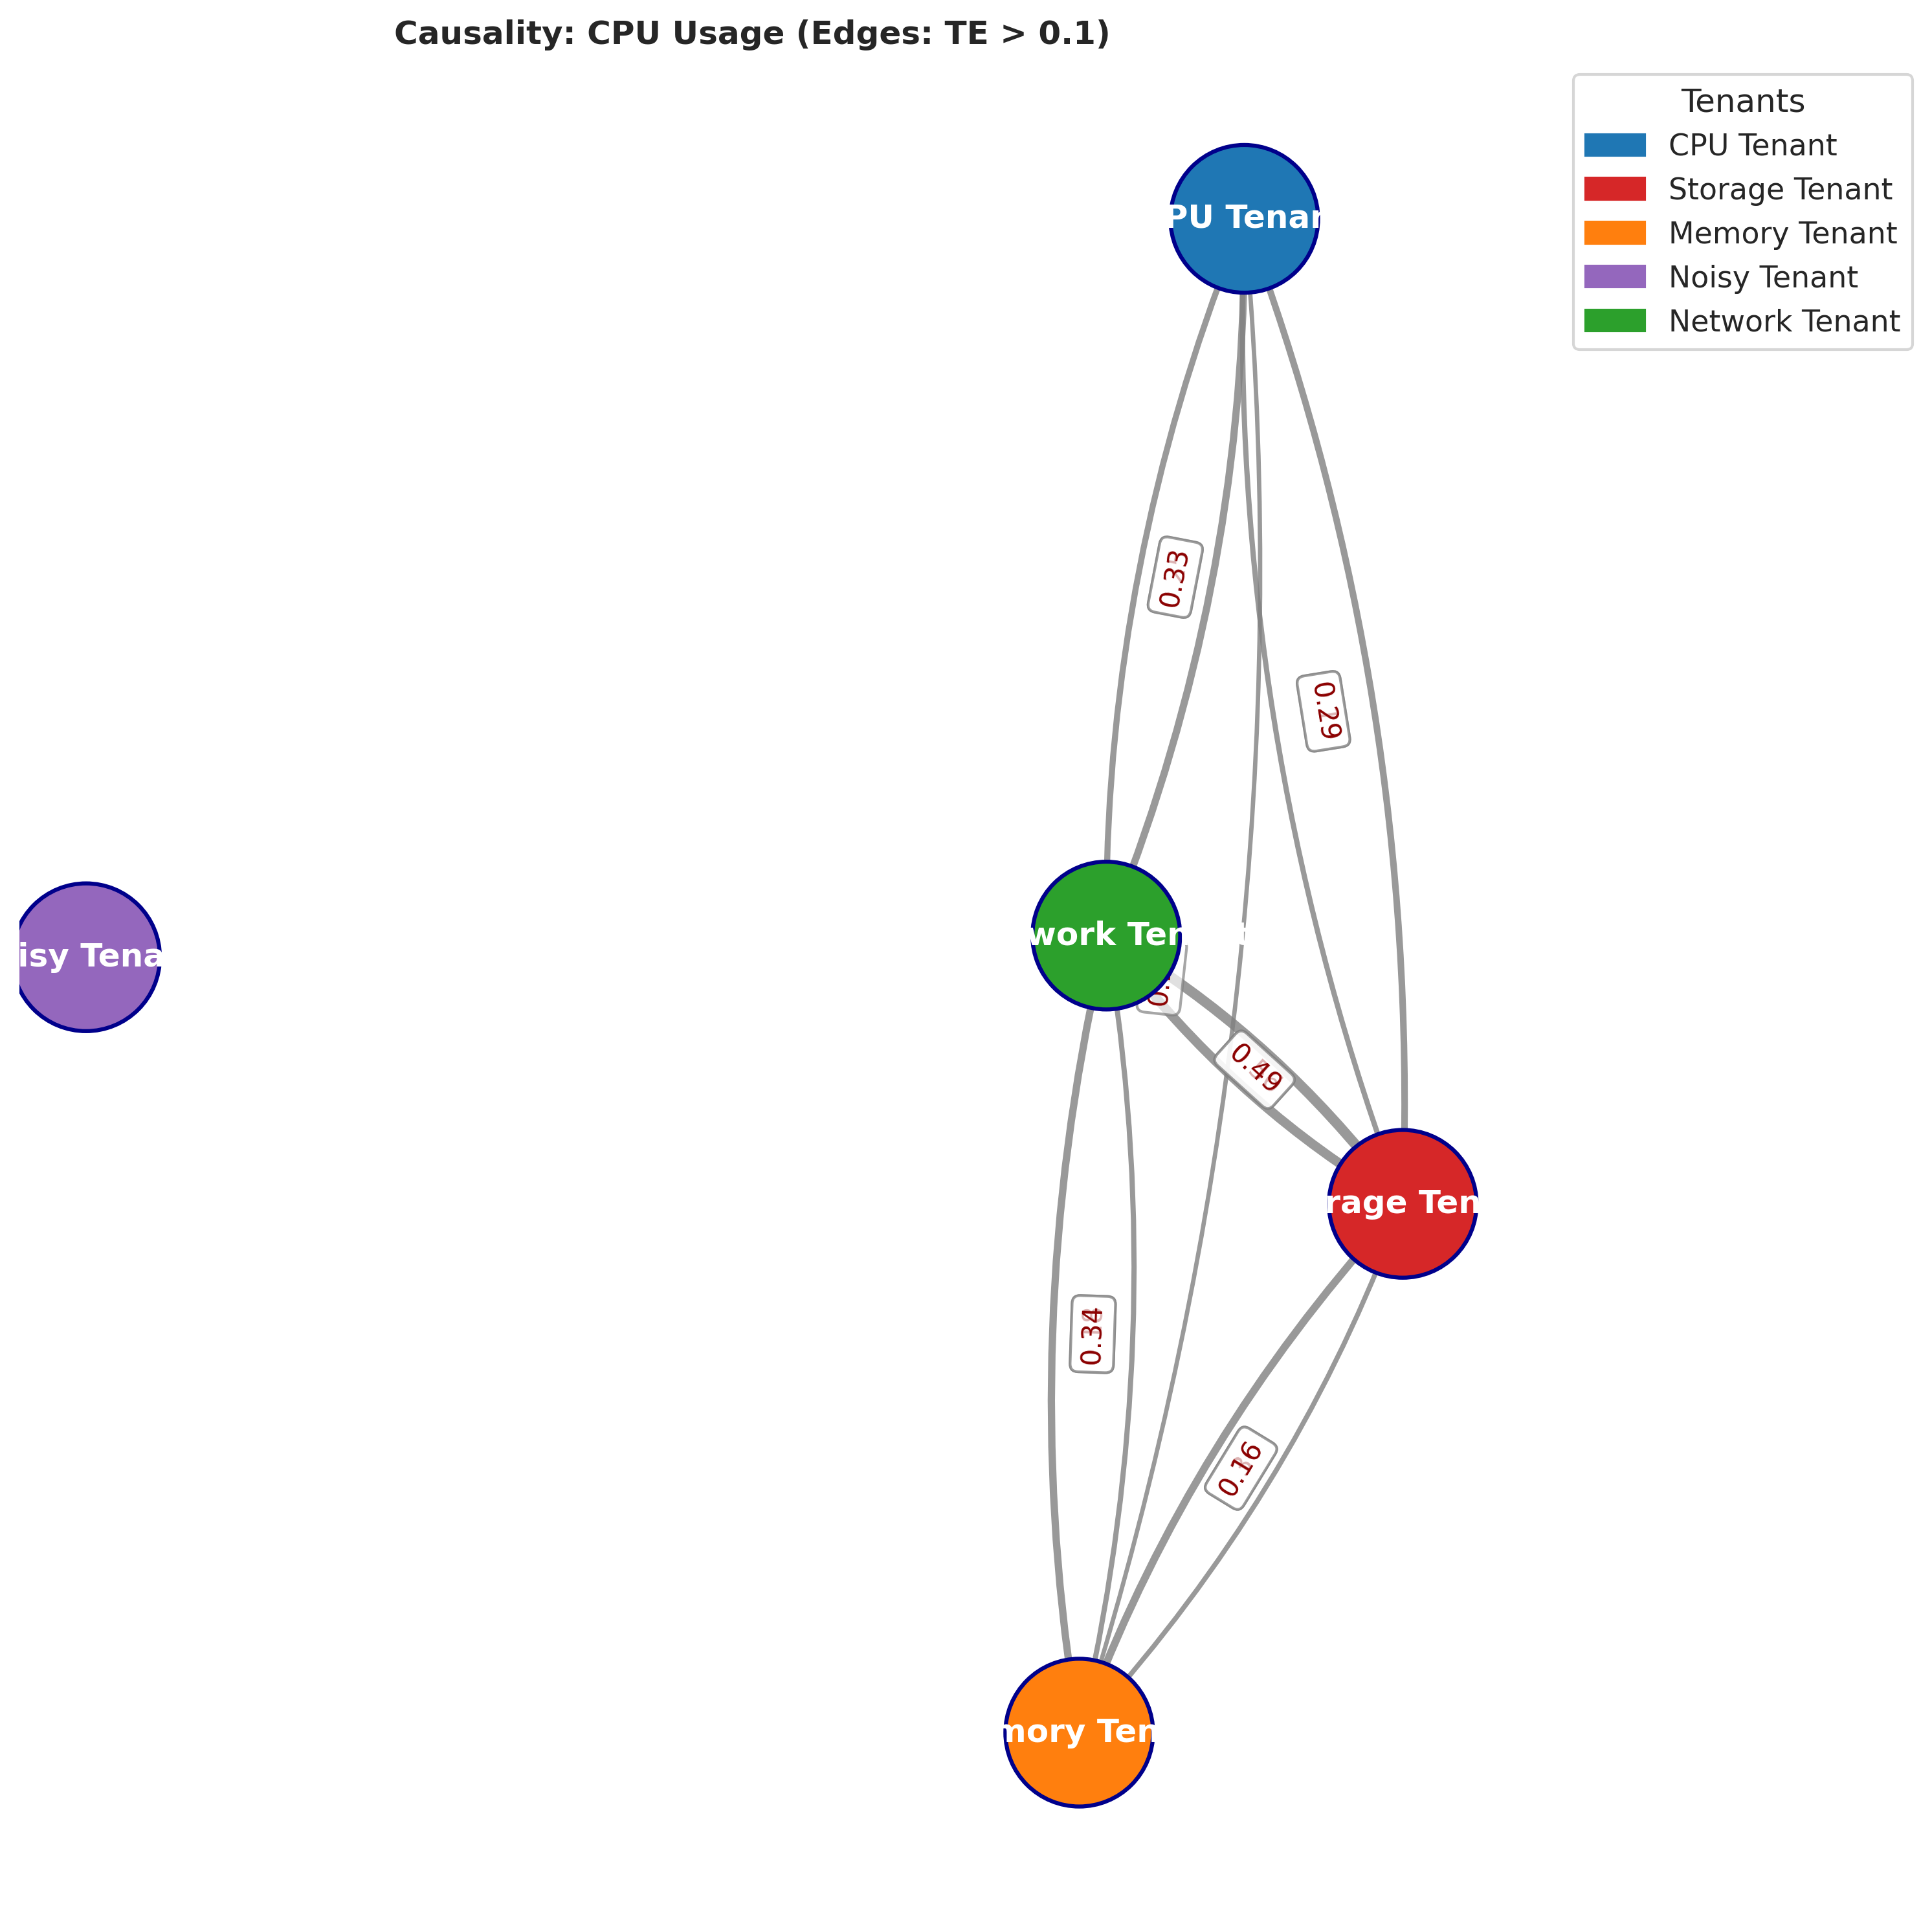 Causality: CPU Usage (Edges: TE > 0.1)
Tenants
CPU Tenant
Storage Tenant
Memory Tenant
Noisy Tenant
Network Tenant
PU Tenan
0.33
0.29
work Ten
isy Tena
0.
0.49
rage Ten
0.34
0.16
mory Ten